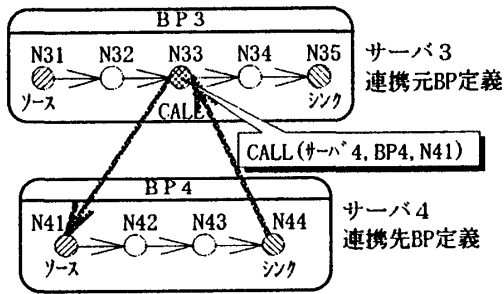 BP3
N31 N32 N33 N34 N35
ソース CALL シンク
サーバ3
連携元BP定義
CALL(サーバ4, BP4, N41)
BP4
N41 N42 N43 N44
ソース シンク
サーバ4
連携先BP定義